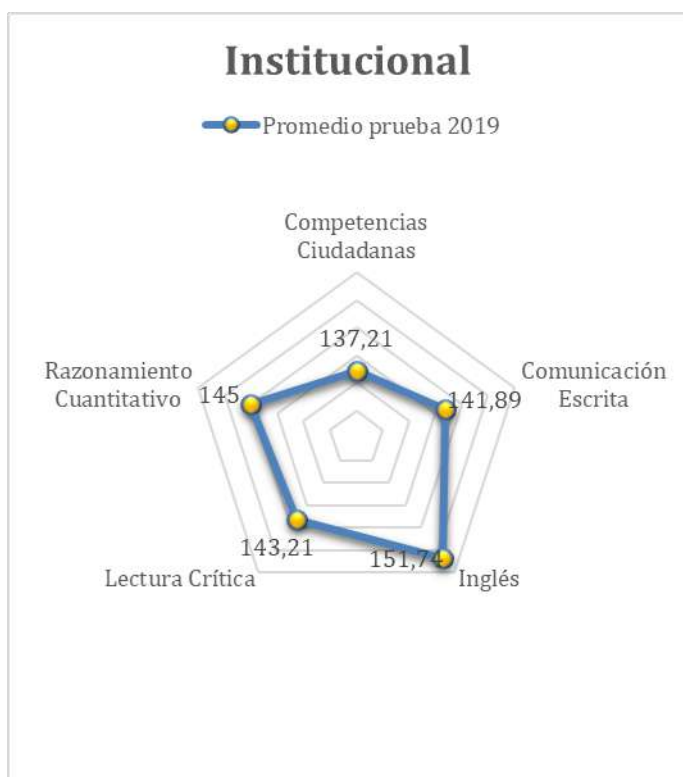 Institucional
Promedio prueba 2019
Competencias
Ciudadanas
137,21
Comunicación
Escrita
141,89
Razonamiento
Cuantitativo
145
143,21
151,74
Lectura Crítica
Inglés